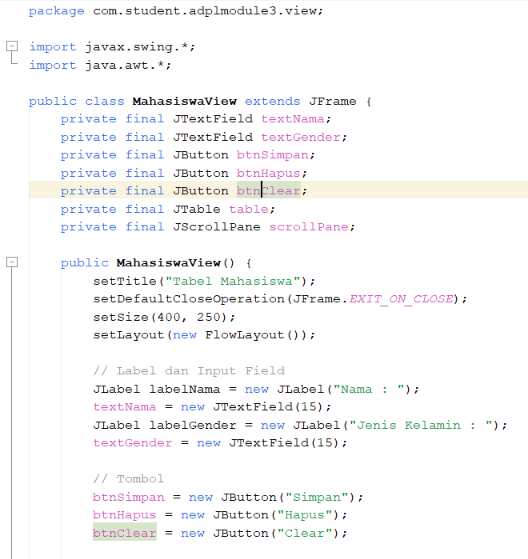 package com.student.adplmodule3.view;
import javax.swing.*;
import java.awt.*;
public class MahasiswaView extends JFrame {
    private final JTextField textNama;
    private final JTextField textGender;
    private final JButton btnSimpan;
    private final JButton btnHapus;
    private final JButton btnClear;
    private final JTable table;
    private final JScrollPane scrollPane;
    public MahasiswaView() {
        setTitle("Tabel Mahasiswa");
        setDefaultCloseOperation(JFrame.EXIT_ON_CLOSE);
        setSize(400, 250);
        setLayout(new FlowLayout());
        // Label dan Input Field
        JLabel labelNama = new JLabel("Nama : ");
        textNama = new JTextField(15);
        JLabel labelGender = new JLabel("Jenis Kelamin : ");
        textGender = new JTextField(15);
        // Tombol
        btnSimpan = new JButton("Simpan");
        btnHapus = new JButton("Hapus");
        btnClear = new JButton("Clear");